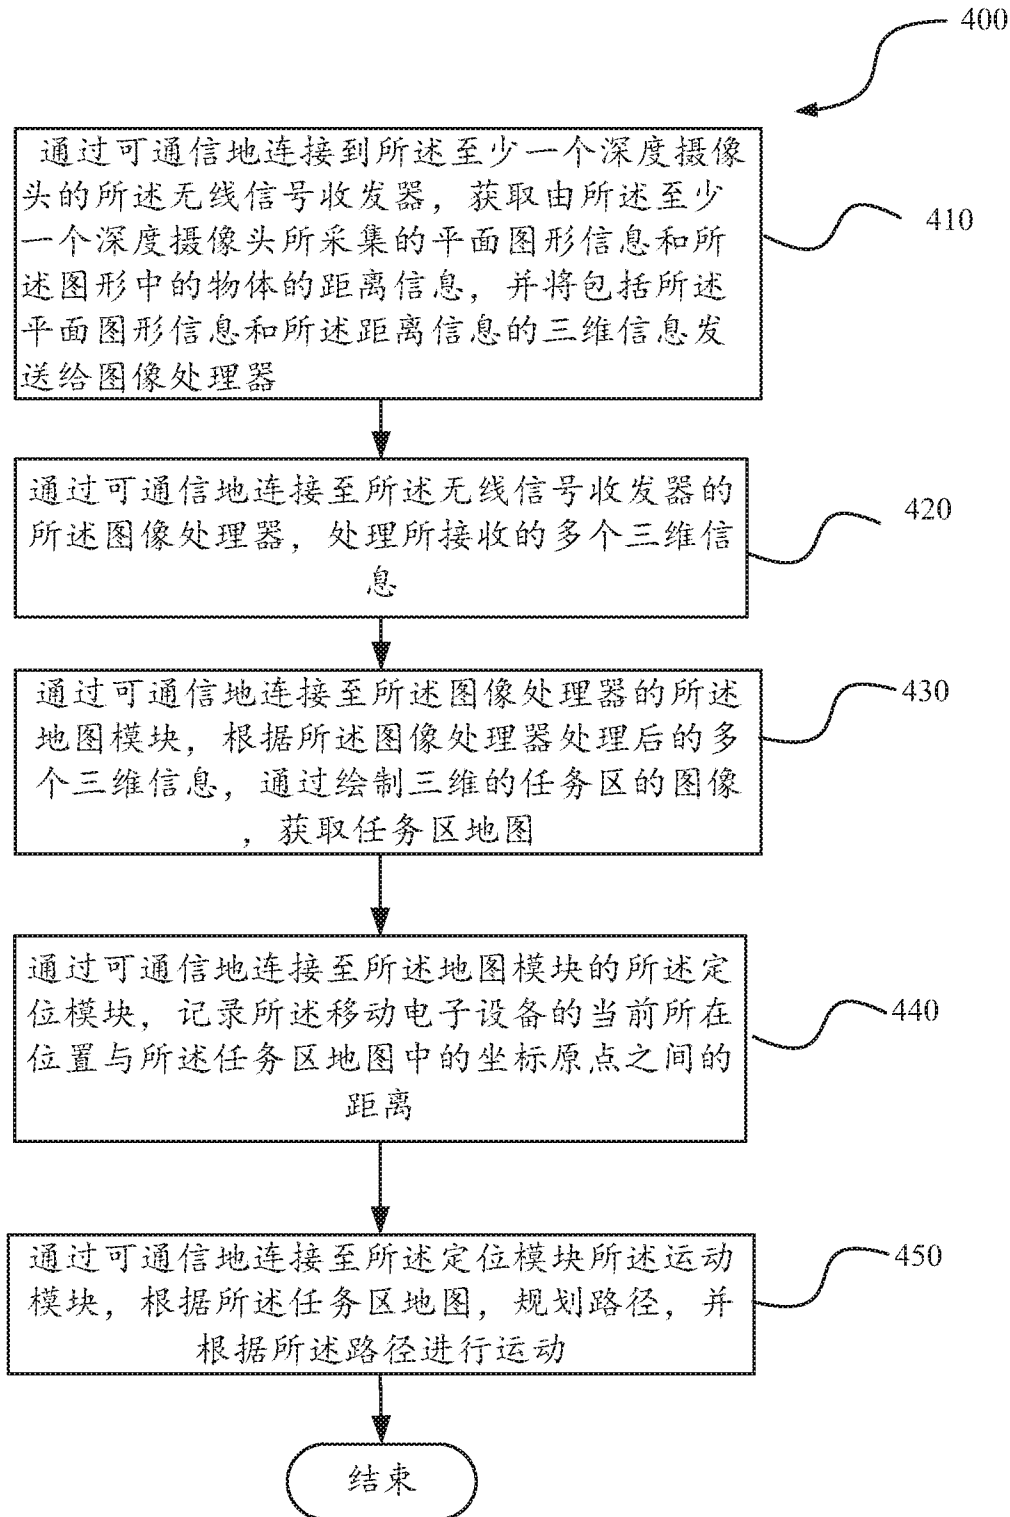 400
通过可通信地连接到所述至少一个深度摄像
头的所述无线信号收发器，获取由所述至少
一个深度摄像头所采集的平面图形信息和所
述图形中的物体的距离信息，并将包括所述
平面图形信息和所述距离信息的三维信息发
送给图像处理器
410
通过可通信地连接至所述无线信号收发器的
所述图像处理器，处理所接收的多个三维信
息
420
通过可通信地连接至所述图像处理器的所述
地图模块，根据所述图像处理器处理后的多
个三维信息，通过绘制三维的任务区的图像
，获取任务区地图
430
通过可通信地连接至所述地图模块的所述定
位模块，记录所述移动电子设备的当前所在
位置与所述任务区地图中的坐标原点之间的
距离
440
通过可通信地连接至所述定位模块所述运动
模块，根据所述任务区地图，规划路径，并
根据所述路径进行运动
450
结束